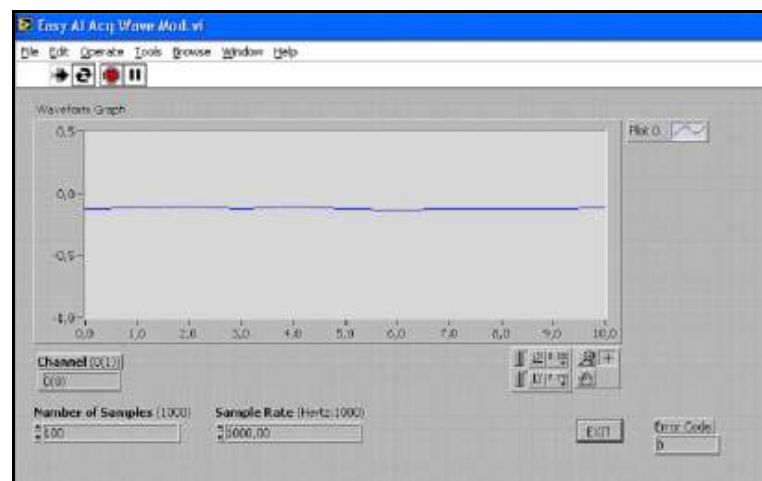 Easy AI Acq Wave Mod.vi
File Edit Operate Tools Browse Window Help
Waveform Graph
Plot 0
0,5
0,0
-0,5
-1,0
0,0 1,0 2,0 3,0 4,0 5,0 6,0 7,0 8,0 9,0 10,0
Channel (0(1))
0(0)
Number of Samples (1000) Sample Rate (Hertz:1000)
100
EXIT
Error Code
0